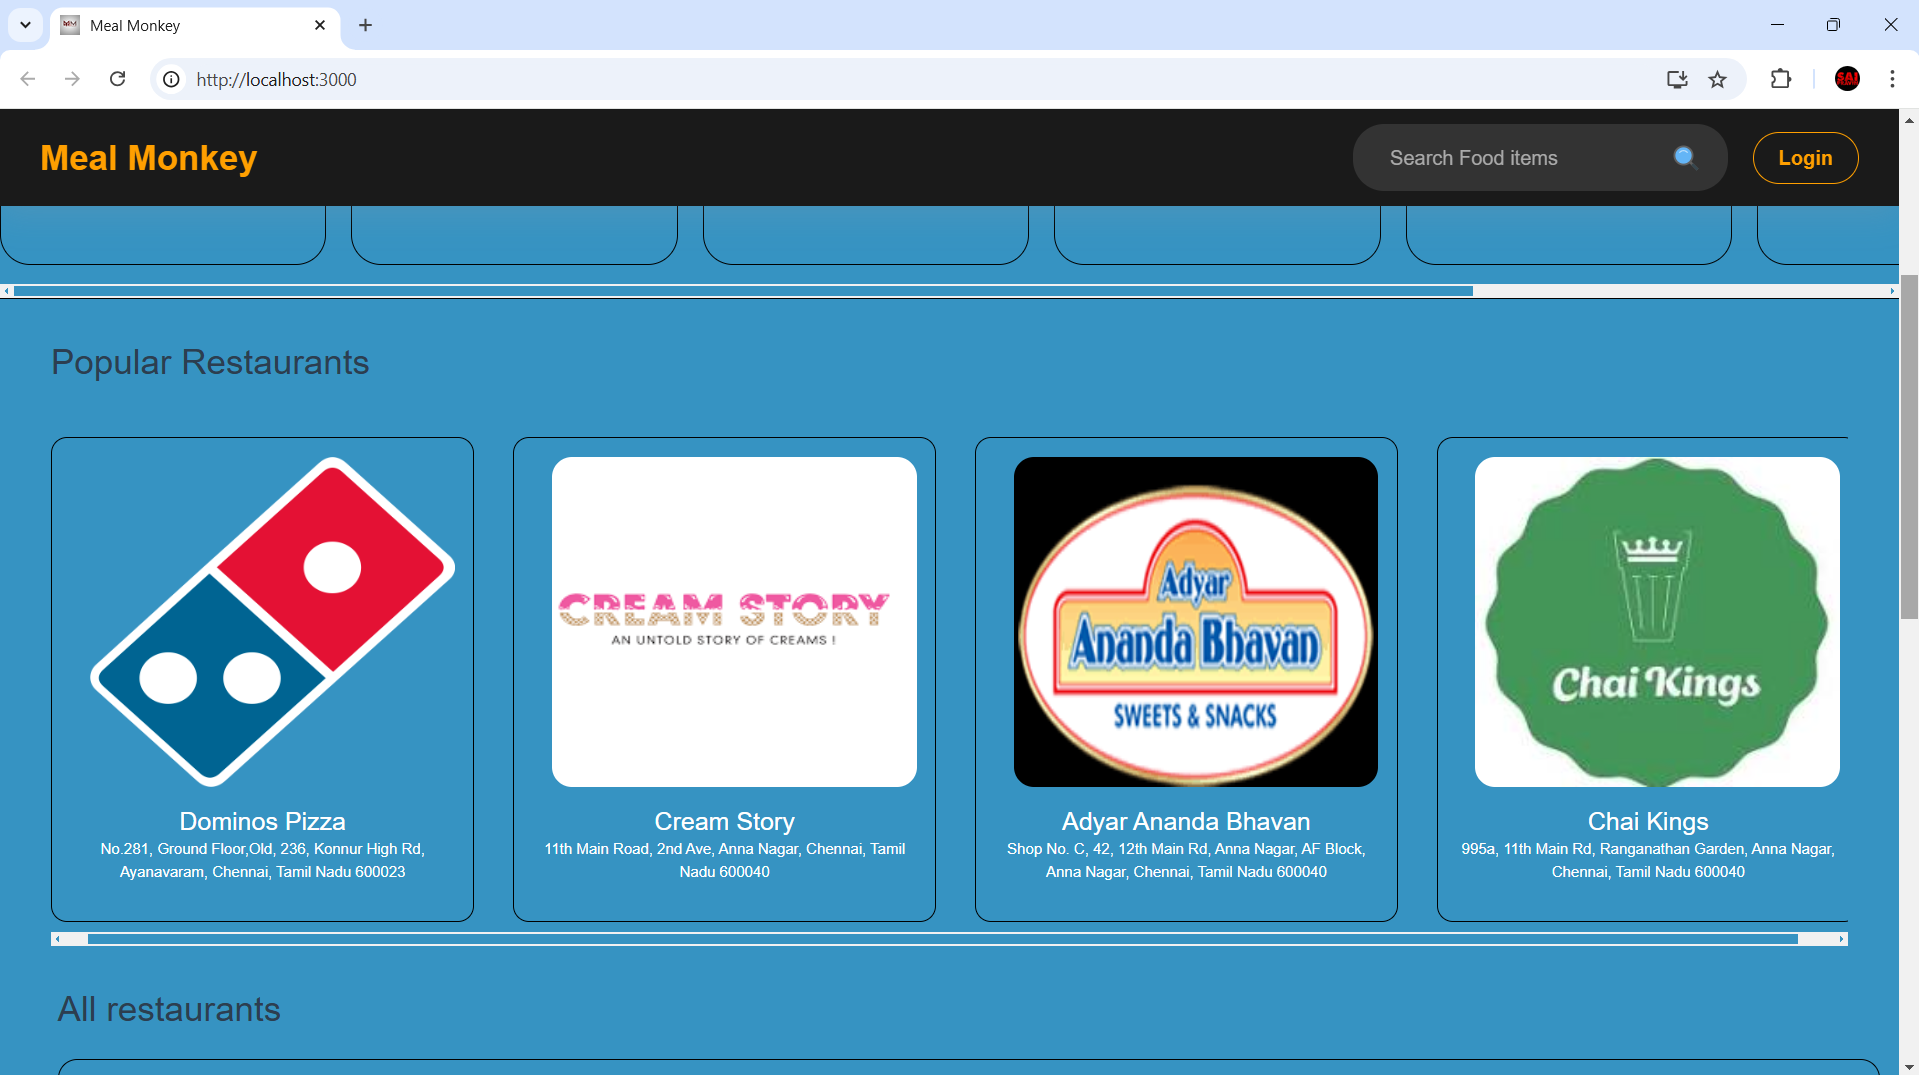 Meal Monkey
http://localhost:3000
SAI
Meal Monkey
Search Food items
Login
Popular Restaurants
CREAM STORY
AN UNTOLD STORY OF CREAMS !
Adyar
Ananda Bhavan
SWEETS & SNACKS
Chai Kings
Dominos Pizza
No.281, Ground Floor,Old, 236, Konnur High Rd,
Ayanavaram, Chennai, Tamil Nadu 600023
Cream Story
11th Main Road, 2nd Ave, Anna Nagar, Chennai, Tamil
Nadu 600040
Adyar Ananda Bhavan
Shop No. C, 42, 12th Main Rd, Anna Nagar, AF Block,
Anna Nagar, Chennai, Tamil Nadu 600040
Chai Kings
995a, 11th Main Rd, Ranganathan Garden, Anna Nagar,
Chennai, Tamil Nadu 600040
All restaurants